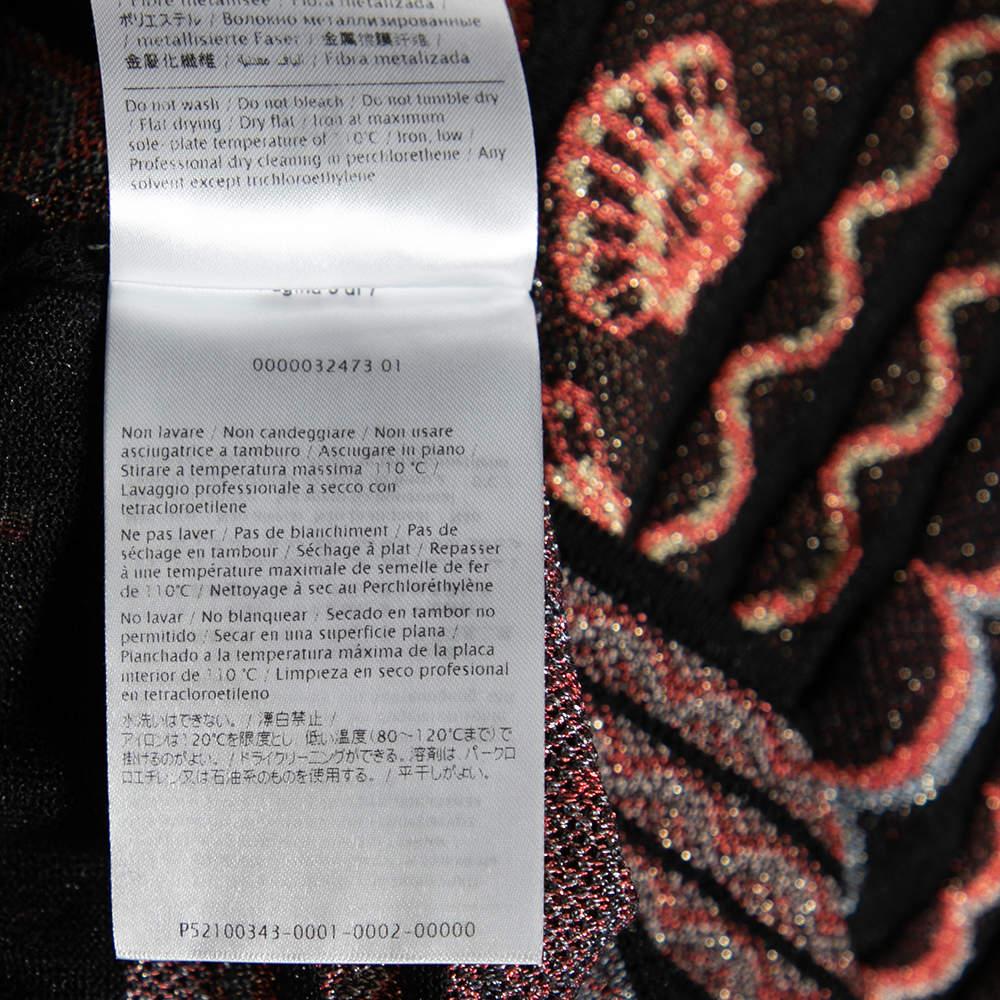 ポリエステル / Волокно металлизированные
/ metallisierte Faser / 金属镀膜纤维 /
金属化纖維 / ألياف معدنية / Fibra metalizada
Do not wash / Do not bleach / Do not tumble dry
/ Flat drying / Dry flat / Iron at maximum
sole- plate temperature of 110°C / Iron, low /
Professional dry cleaning in perchlorethene / Any
solvent except trichloroethylene
0000032473 01
Non lavare / Non candeggiare / Non usare
asciugatrice a tamburo / Asciugare in piano /
Stirare a temperatura massima 110 °C /
Lavaggio professionale a secco con
tetracloroetilene
Ne pas laver / Pas de blanchiment / Pas de
séchage en tambour / Séchage à plat / Repasser
à une température maximale de semelle de fer
de 110°C / Nettoyage à sec au Perchloréthylène
No lavar / No blanquear / Secado en tambor no
permitido / Secar en una superficie plana /
Planchado a la temperatura máxima de la placa
interior de 110 °C / Limpieza en seco profesional
en tetracloroetileno
水洗いはできない。 / 漂白禁止 /
アイロンは120℃を限度とし、低い温度(80～120℃まで)で
掛けるのがよい。/ ドライクリーニングができる。溶剤は、パークロ
ロエチレン又は石油系のものを使用する。 / 平干しがよい。
P52100343-0001-0002-00000